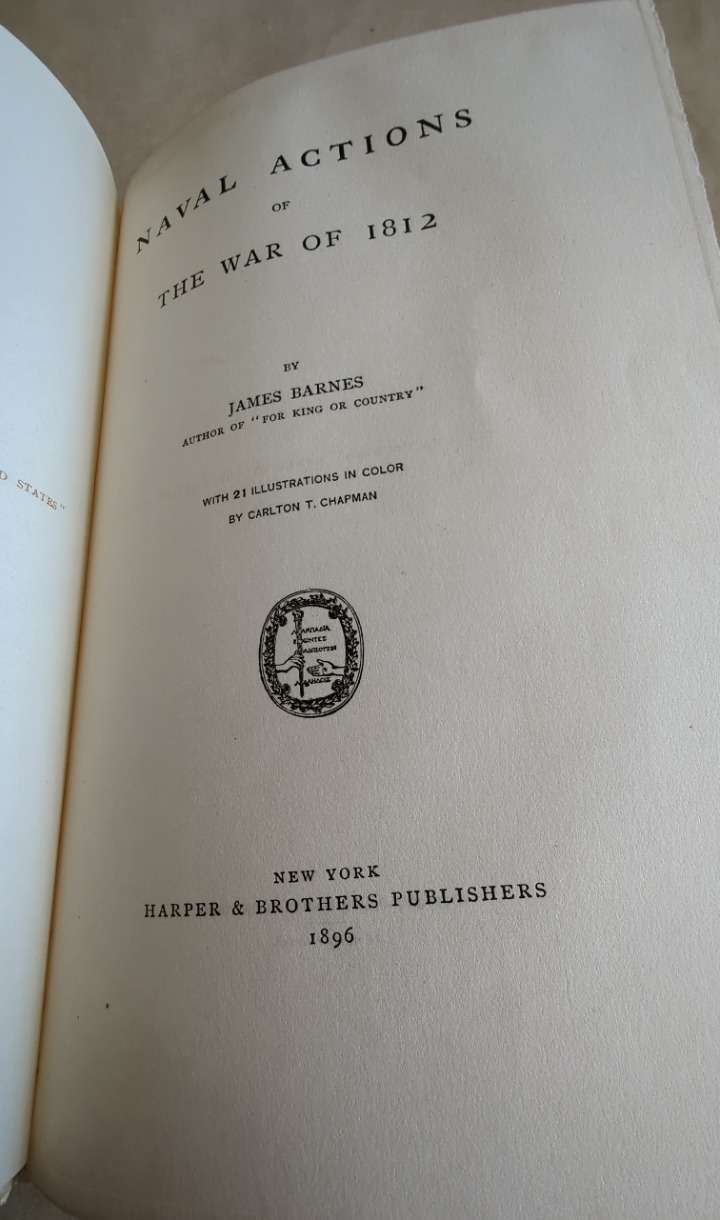 D STATES"
NAVAL ACTIONS
OF
THE WAR OF 1812
BY
JAMES BARNES
AUTHOR OF "FOR KING OR COUNTRY"
WITH 21 ILLUSTRATIONS IN COLOR
BY CARLTON T. CHAPMAN
NEW YORK
HARPER & BROTHERS PUBLISHERS
1896